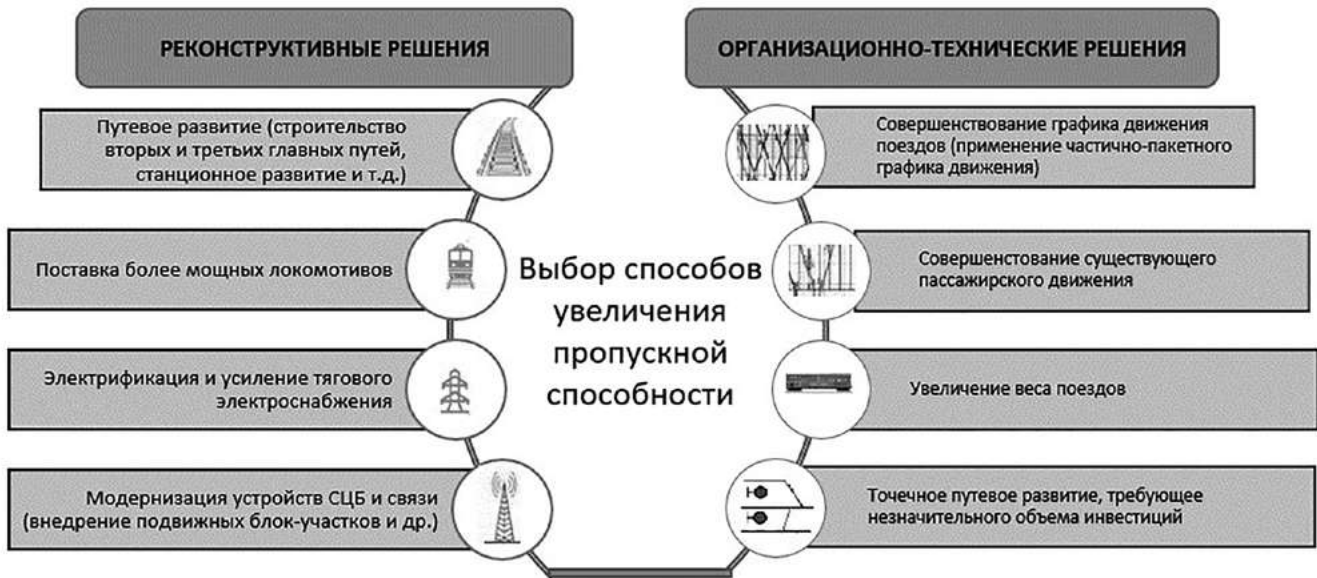 РЕКОНСТРУКТИВНЫЕ РЕШЕНИЯ
Путевое развитие (строительство
вторых и третьих главных путей,
станционное развитие и т.д.)
Поставка более мощных локомотивов
Электрификация и усиление тягового
электроснабжения
Модернизация устройств СЦБ и связи
(внедрение подвижных блок-участков и др.)
Выбор способов
увеличения
пропускной
способности
ОРГАНИЗАЦИОННО-ТЕХНИЧЕСКИЕ РЕШЕНИЯ
Совершенствование графика движения
поездов (применение частично-пакетного
графика движения)
Совершенстование существующего
пассажирского движения
Увеличение веса поездов
Точечное путевое развитие, требующее
незначительного объема инвестиций